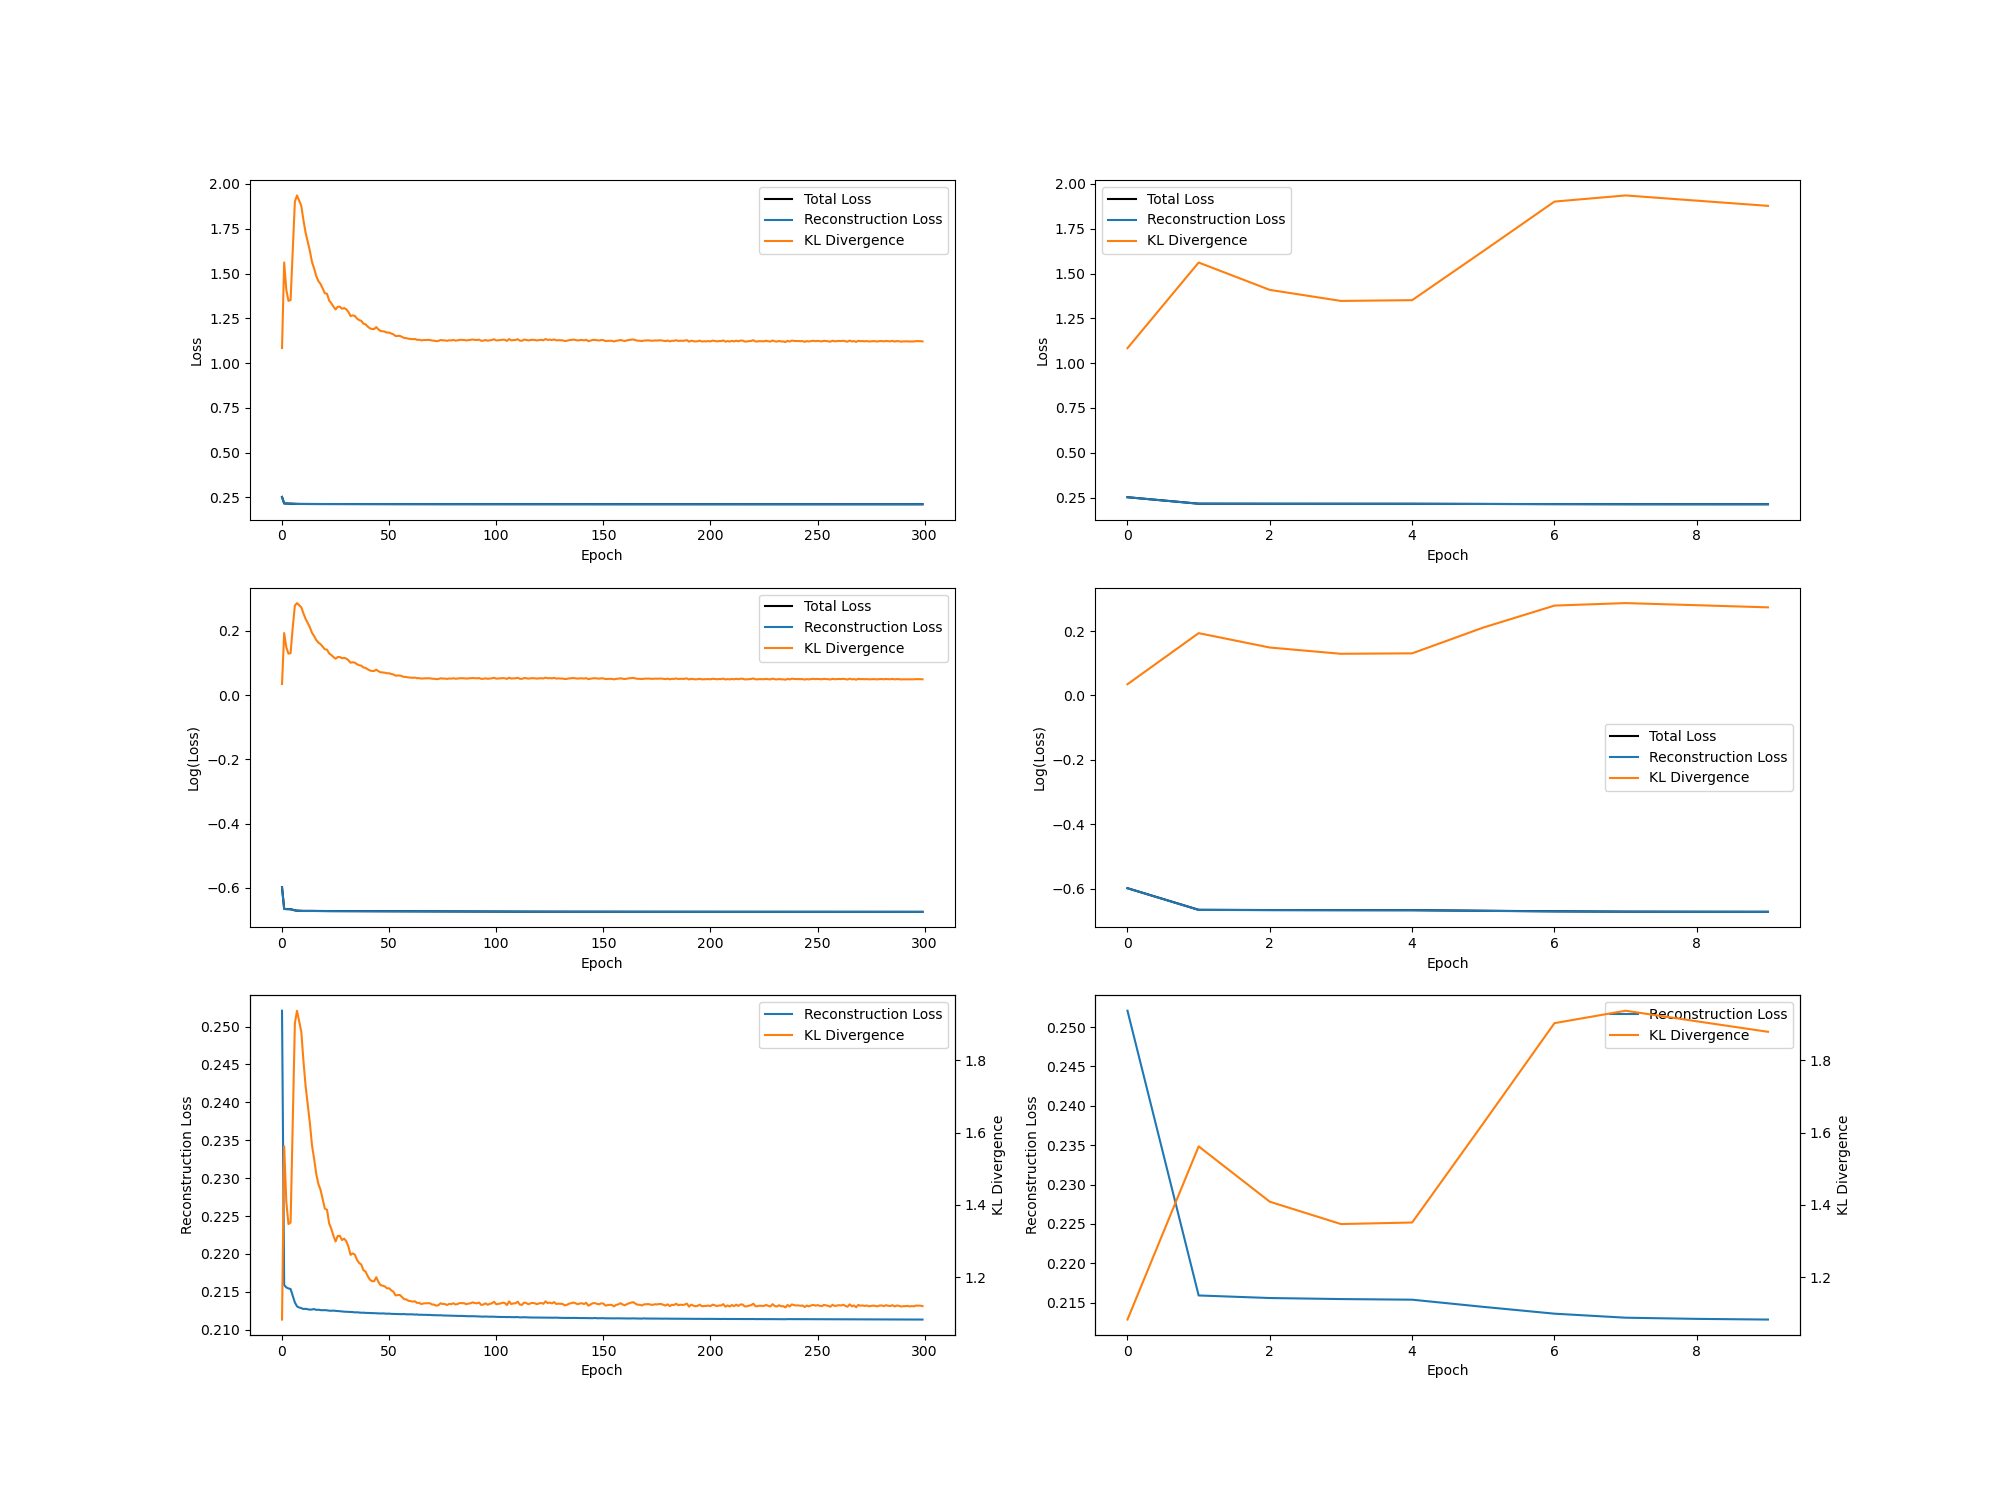 2.00
1.75
1.50
1.25
1.00
0.75
0.50
0.25
Loss
0 50 100 150 200 250 300
Epoch
Total Loss
Reconstruction Loss
KL Divergence
2.00
1.75
1.50
1.25
1.00
0.75
0.50
0.25
Loss
0 2 4 6 8
Epoch
Total Loss
Reconstruction Loss
KL Divergence
0.2
0.0
−0.2
−0.4
−0.6
Log(Loss)
0 50 100 150 200 250 300
Epoch
Total Loss
Reconstruction Loss
KL Divergence
0.2
0.0
−0.2
−0.4
−0.6
Log(Loss)
0 2 4 6 8
Epoch
Total Loss
Reconstruction Loss
KL Divergence
0.250
0.245
0.240
0.235
0.230
0.225
0.220
0.215
0.210
Reconstruction Loss
0 50 100 150 200 250 300
Epoch
Reconstruction Loss
KL Divergence
1.8
1.6
1.4
1.2
KL Divergence
0.250
0.245
0.240
0.235
0.230
0.225
0.220
0.215
Reconstruction Loss
0 2 4 6 8
Epoch
Reconstruction Loss
KL Divergence
1.8
1.6
1.4
1.2
KL Divergence